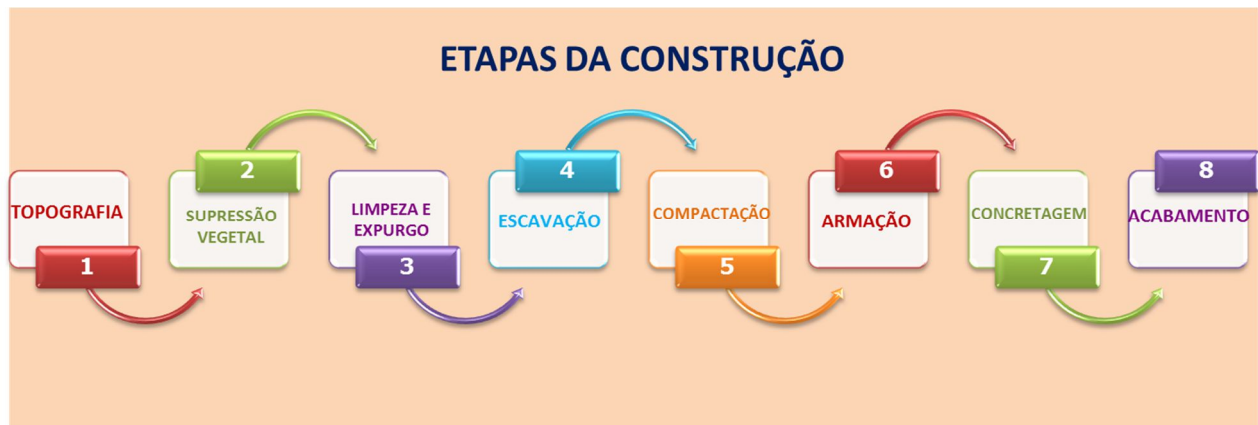 ETAPAS DA CONSTRUÇÃO
TOPOGRAFIA
1
2
SUPRESSÃO
VEGETAL
LIMPEZA E
EXPURGO
3
4
ESCAVAÇÃO
COMPACTAÇÃO
5
6
ARMAÇÃO
CONCRETAGEM
7
8
ACABAMENTO